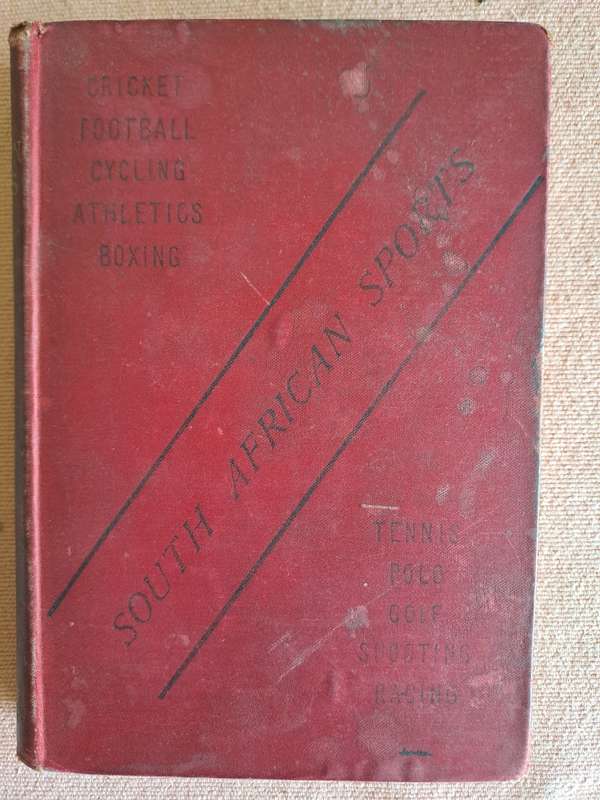 CRICKET
FOOTBALL
CYCLING
ATHLETICS
BOXING
SOUTH AFRICAN SPORTS
TENNIS
POLO
GOLF
SHOOTING
RACING